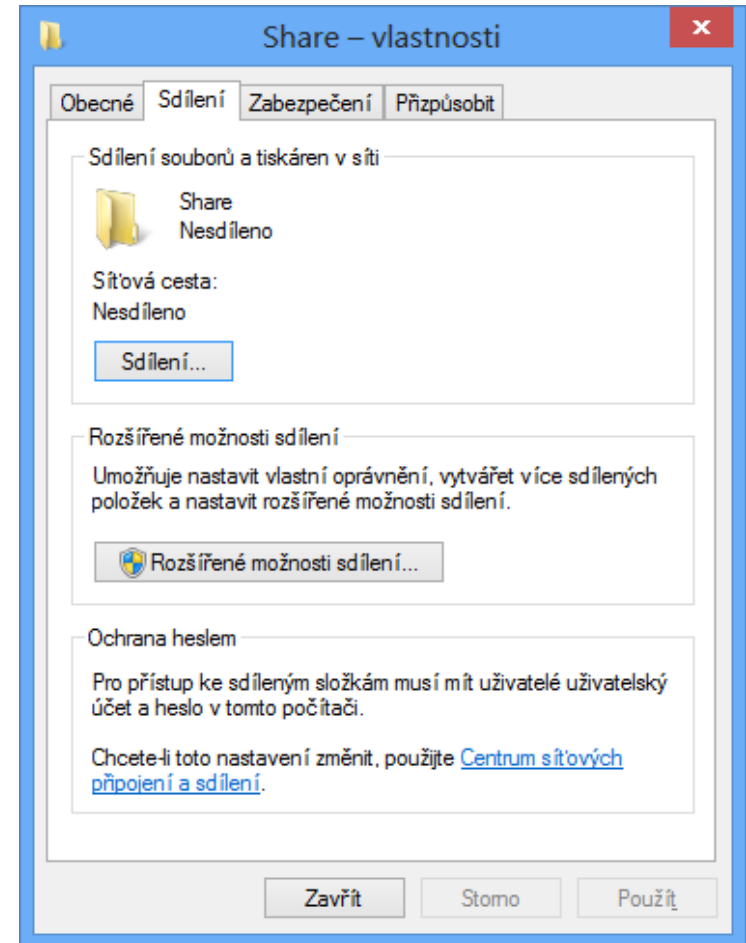 Share – vlastnosti
Obecné Sdílení Zabezpečení Přizpůsobit
Sdílení souborů a tiskáren v síti
Share
Nesdíleno
Síťová cesta:
Nesdíleno
Sdílení...
Rozšířené možnosti sdílení
Umožňuje nastavit vlastní oprávnění, vytvářet více sdílených
položek a nastavit rozšířené možnosti sdílení.
Rozšířené možnosti sdílení...
Ochrana heslem
Pro přístup ke sdíleným složkám musí mít uživatelé uživatelský
účet a heslo v tomto počítači.
Chcete-li toto nastavení změnit, použijte Centrum síťových
připojení a sdílení.
Zavřít Storno Použít